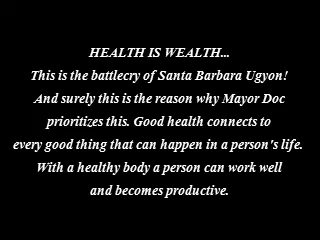 HEALTH IS WEALTH...
This is the battlecry of Santa Barbara Ugyon!
And surely this is the reason why Mayor Doc
prioritizes this. Good health connects to
every good thing that can happen in a person's life.
With a healthy body a person can work well
and becomes productive.